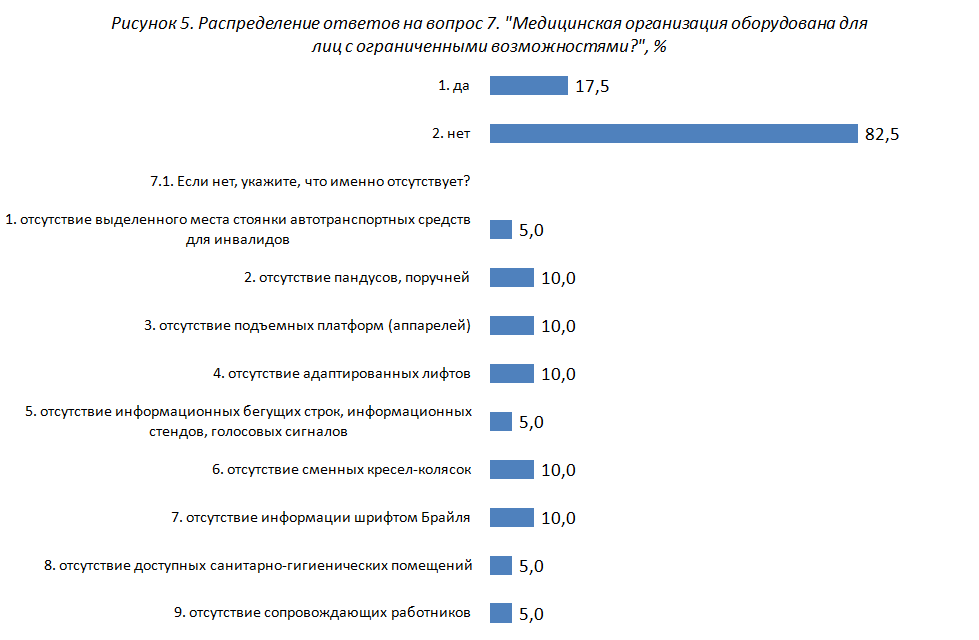 Рисунок 5. Распределение ответов на вопрос 7. "Медицинская организация оборудована для
лиц с ограниченными возможностями?", %
1. да 17,5
2. нет 82,5
7.1. Если нет, укажите, что именно отсутствует?
1. отсутствие выделенного места стоянки автотранспортных средств
для инвалидов 5,0
2. отсутствие пандусов, поручней 10,0
3. отсутствие подъемных платформ (аппарелей) 10,0
4. отсутствие адаптированных лифтов 10,0
5. отсутствие информационных бегущих строк, информационных
стендов, голосовых сигналов 5,0
6. отсутствие сменных кресел-колясок 10,0
7. отсутствие информации шрифтом Брайля 10,0
8. отсутствие доступных санитарно-гигиенических помещений 5,0
9. отсутствие сопровождающих работников 5,0